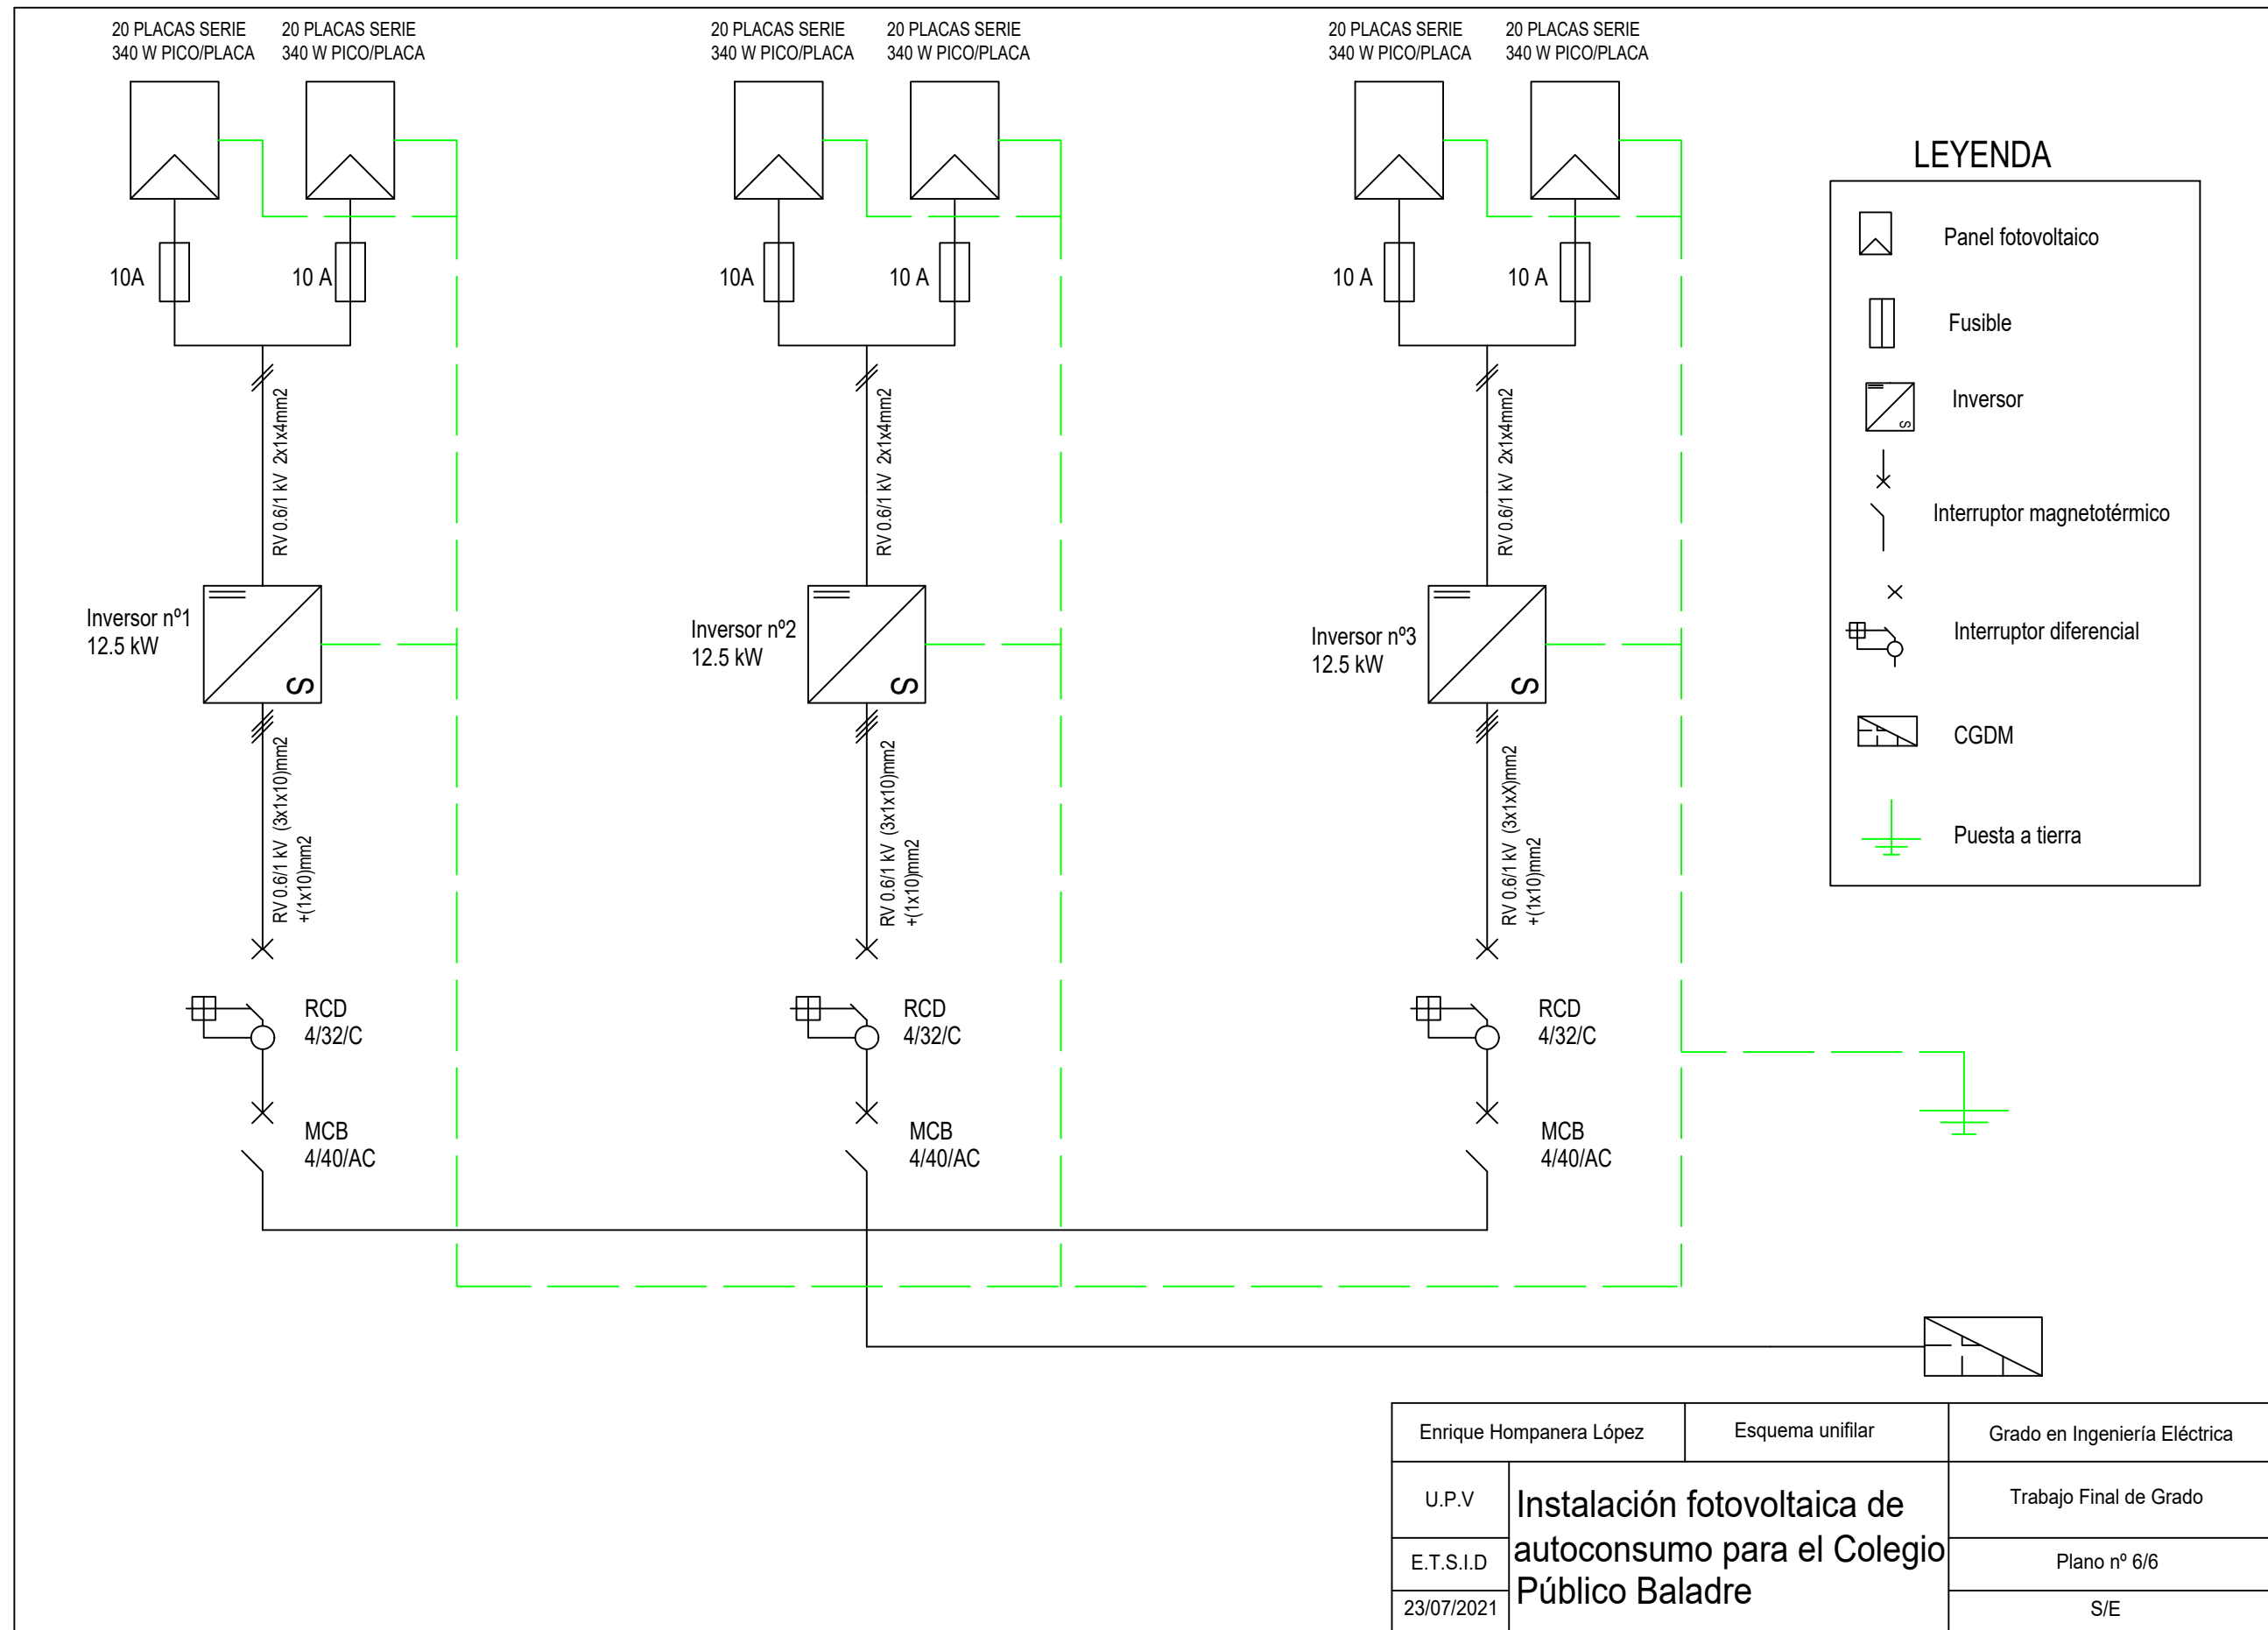 20 PLACAS SERIE
340 W PICO/PLACA
20 PLACAS SERIE
340 W PICO/PLACA
20 PLACAS SERIE
340 W PICO/PLACA
20 PLACAS SERIE
340 W PICO/PLACA
20 PLACAS SERIE
340 W PICO/PLACA
20 PLACAS SERIE
340 W PICO/PLACA
10A
10 A
10A
10 A
10 A
10 A
RV 0.6/1 kV 2x1x4mm2
RV 0.6/1 kV 2x1x4mm2
RV 0.6/1 kV 2x1x4mm2
Inversor nº1
12.5 kW
Inversor nº2
12.5 kW
Inversor nº3
12.5 kW
RV 0.6/1 kV (3x1x10)mm2
+(1x10)mm2
RV 0.6/1 kV (3x1x10)mm2
+(1x10)mm2
RV 0.6/1 kV (3x1xX)mm2
+(1x10)mm2
RCD
4/32/C
RCD
4/32/C
RCD
4/32/C
MCB
4/40/AC
MCB
4/40/AC
MCB
4/40/AC
LEYENDA
Panel fotovoltaico
Fusible
Inversor
Interruptor magnetotérmico
Interruptor diferencial
CGDM
Puesta a tierra
Enrique Hompanera López
Esquema unifilar
Grado en Ingeniería Eléctrica
U.P.V
E.T.S.I.D
23/07/2021
Instalación fotovoltaica de
autoconsumo para el Colegio
Público Baladre
Trabajo Final de Grado
Plano nº 6/6
S/E